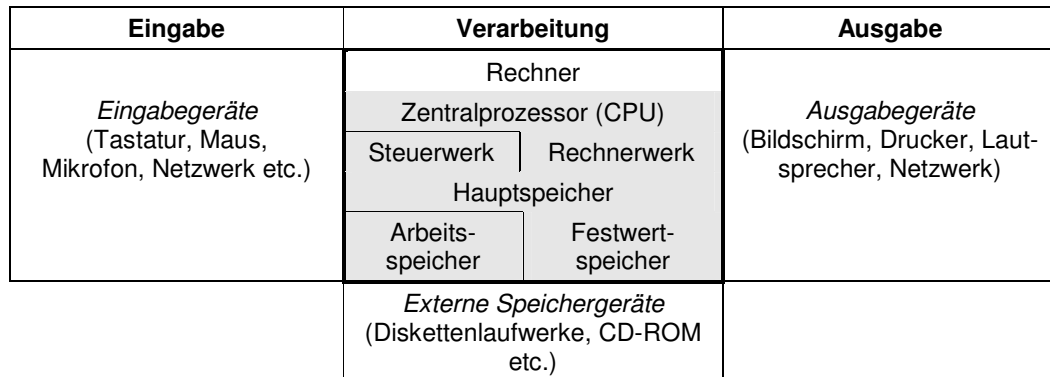 Eingabe
Verarbeitung
Ausgabe
Eingabegeräte
(Tastatur, Maus,
Mikrofon, Netzwerk etc.)
Rechner
Zentralprozessor (CPU)
Steuerwerk
Rechnerwerk
Hauptspeicher
Arbeits-
speicher
Festwert-
speicher
Ausgabegeräte
(Bildschirm, Drucker, Laut-
sprecher, Netzwerk)
Externe Speichergeräte
(Diskettenlaufwerke, CD-ROM
etc.)